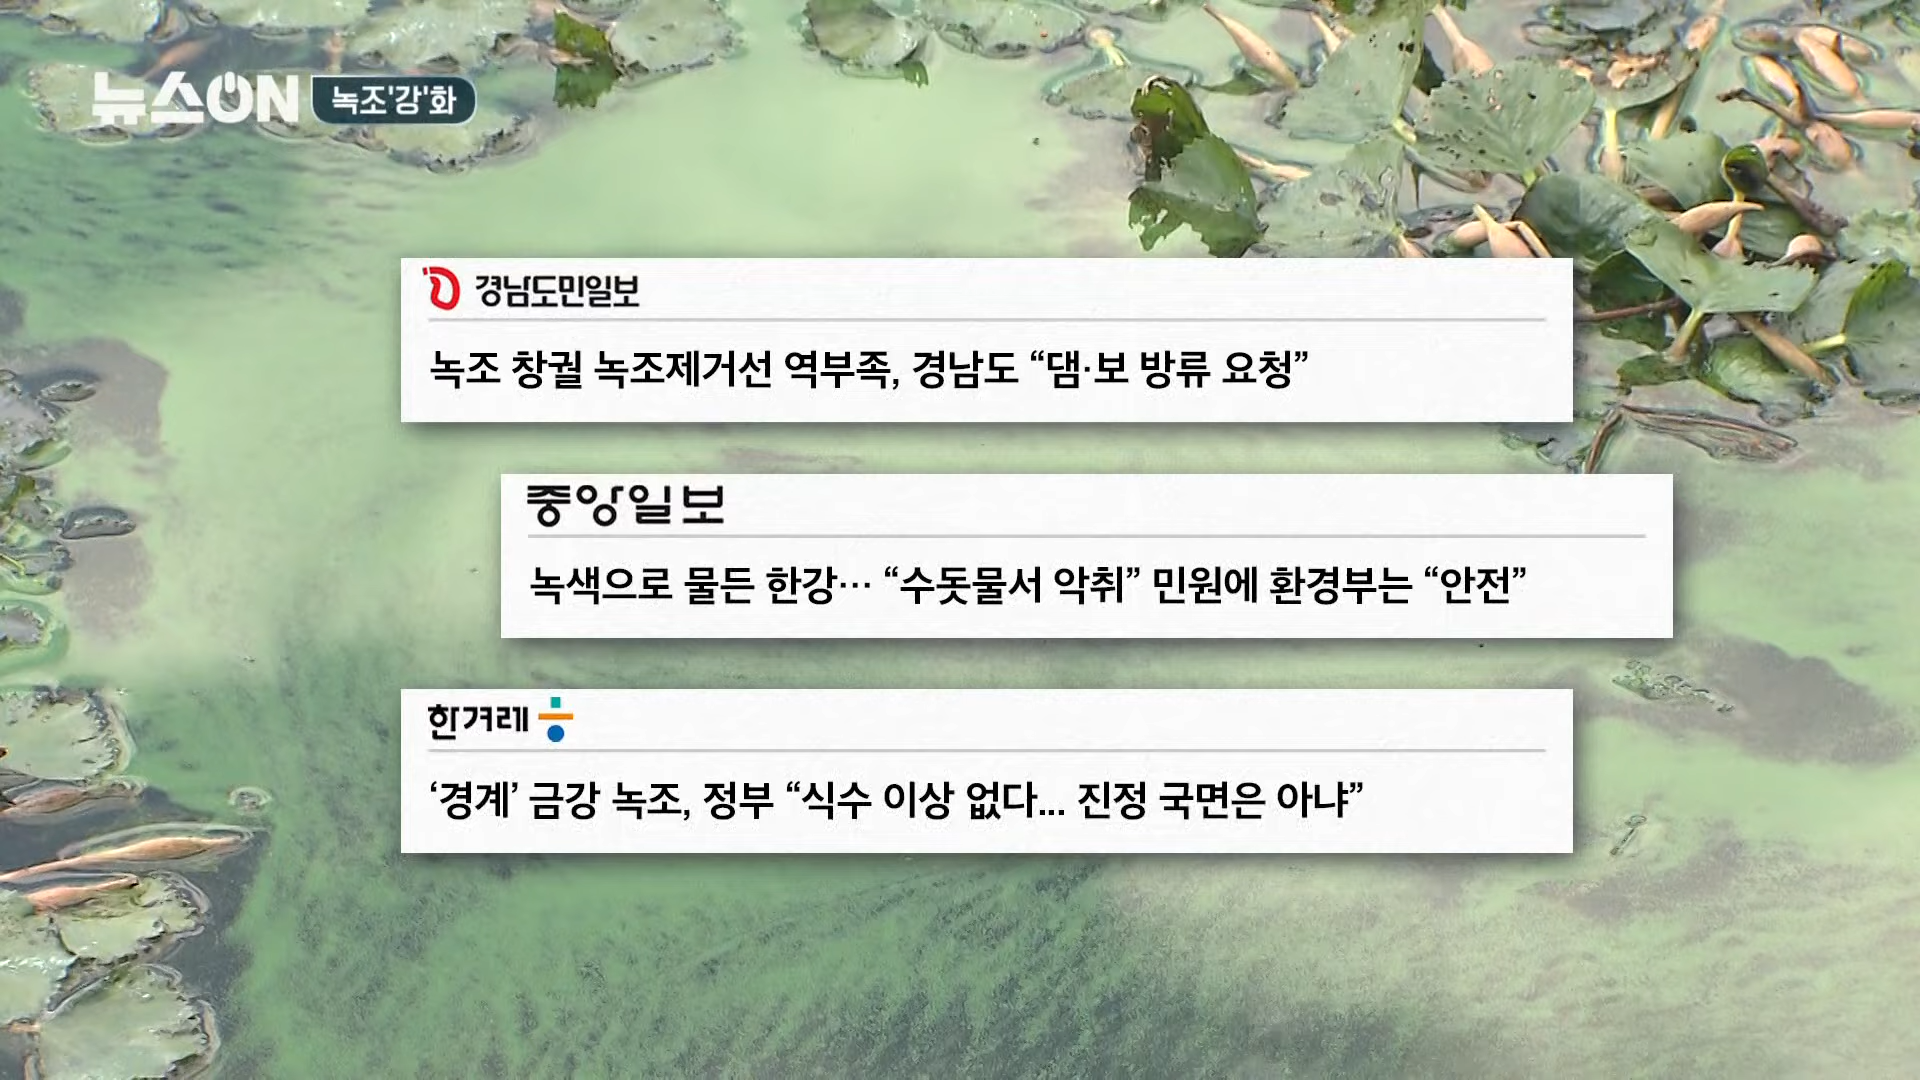 뉴스ON 녹조'강'화
경남도민일보
녹조 창궐 녹조제거선 역부족, 경남도 “댐·보 방류 요청”
중앙일보
녹색으로 물든 한강… “수돗물서 악취” 민원에 환경부는 “안전”
한겨레
‘경계’ 금강 녹조, 정부 “식수 이상 없다... 진정 국면은 아냐”